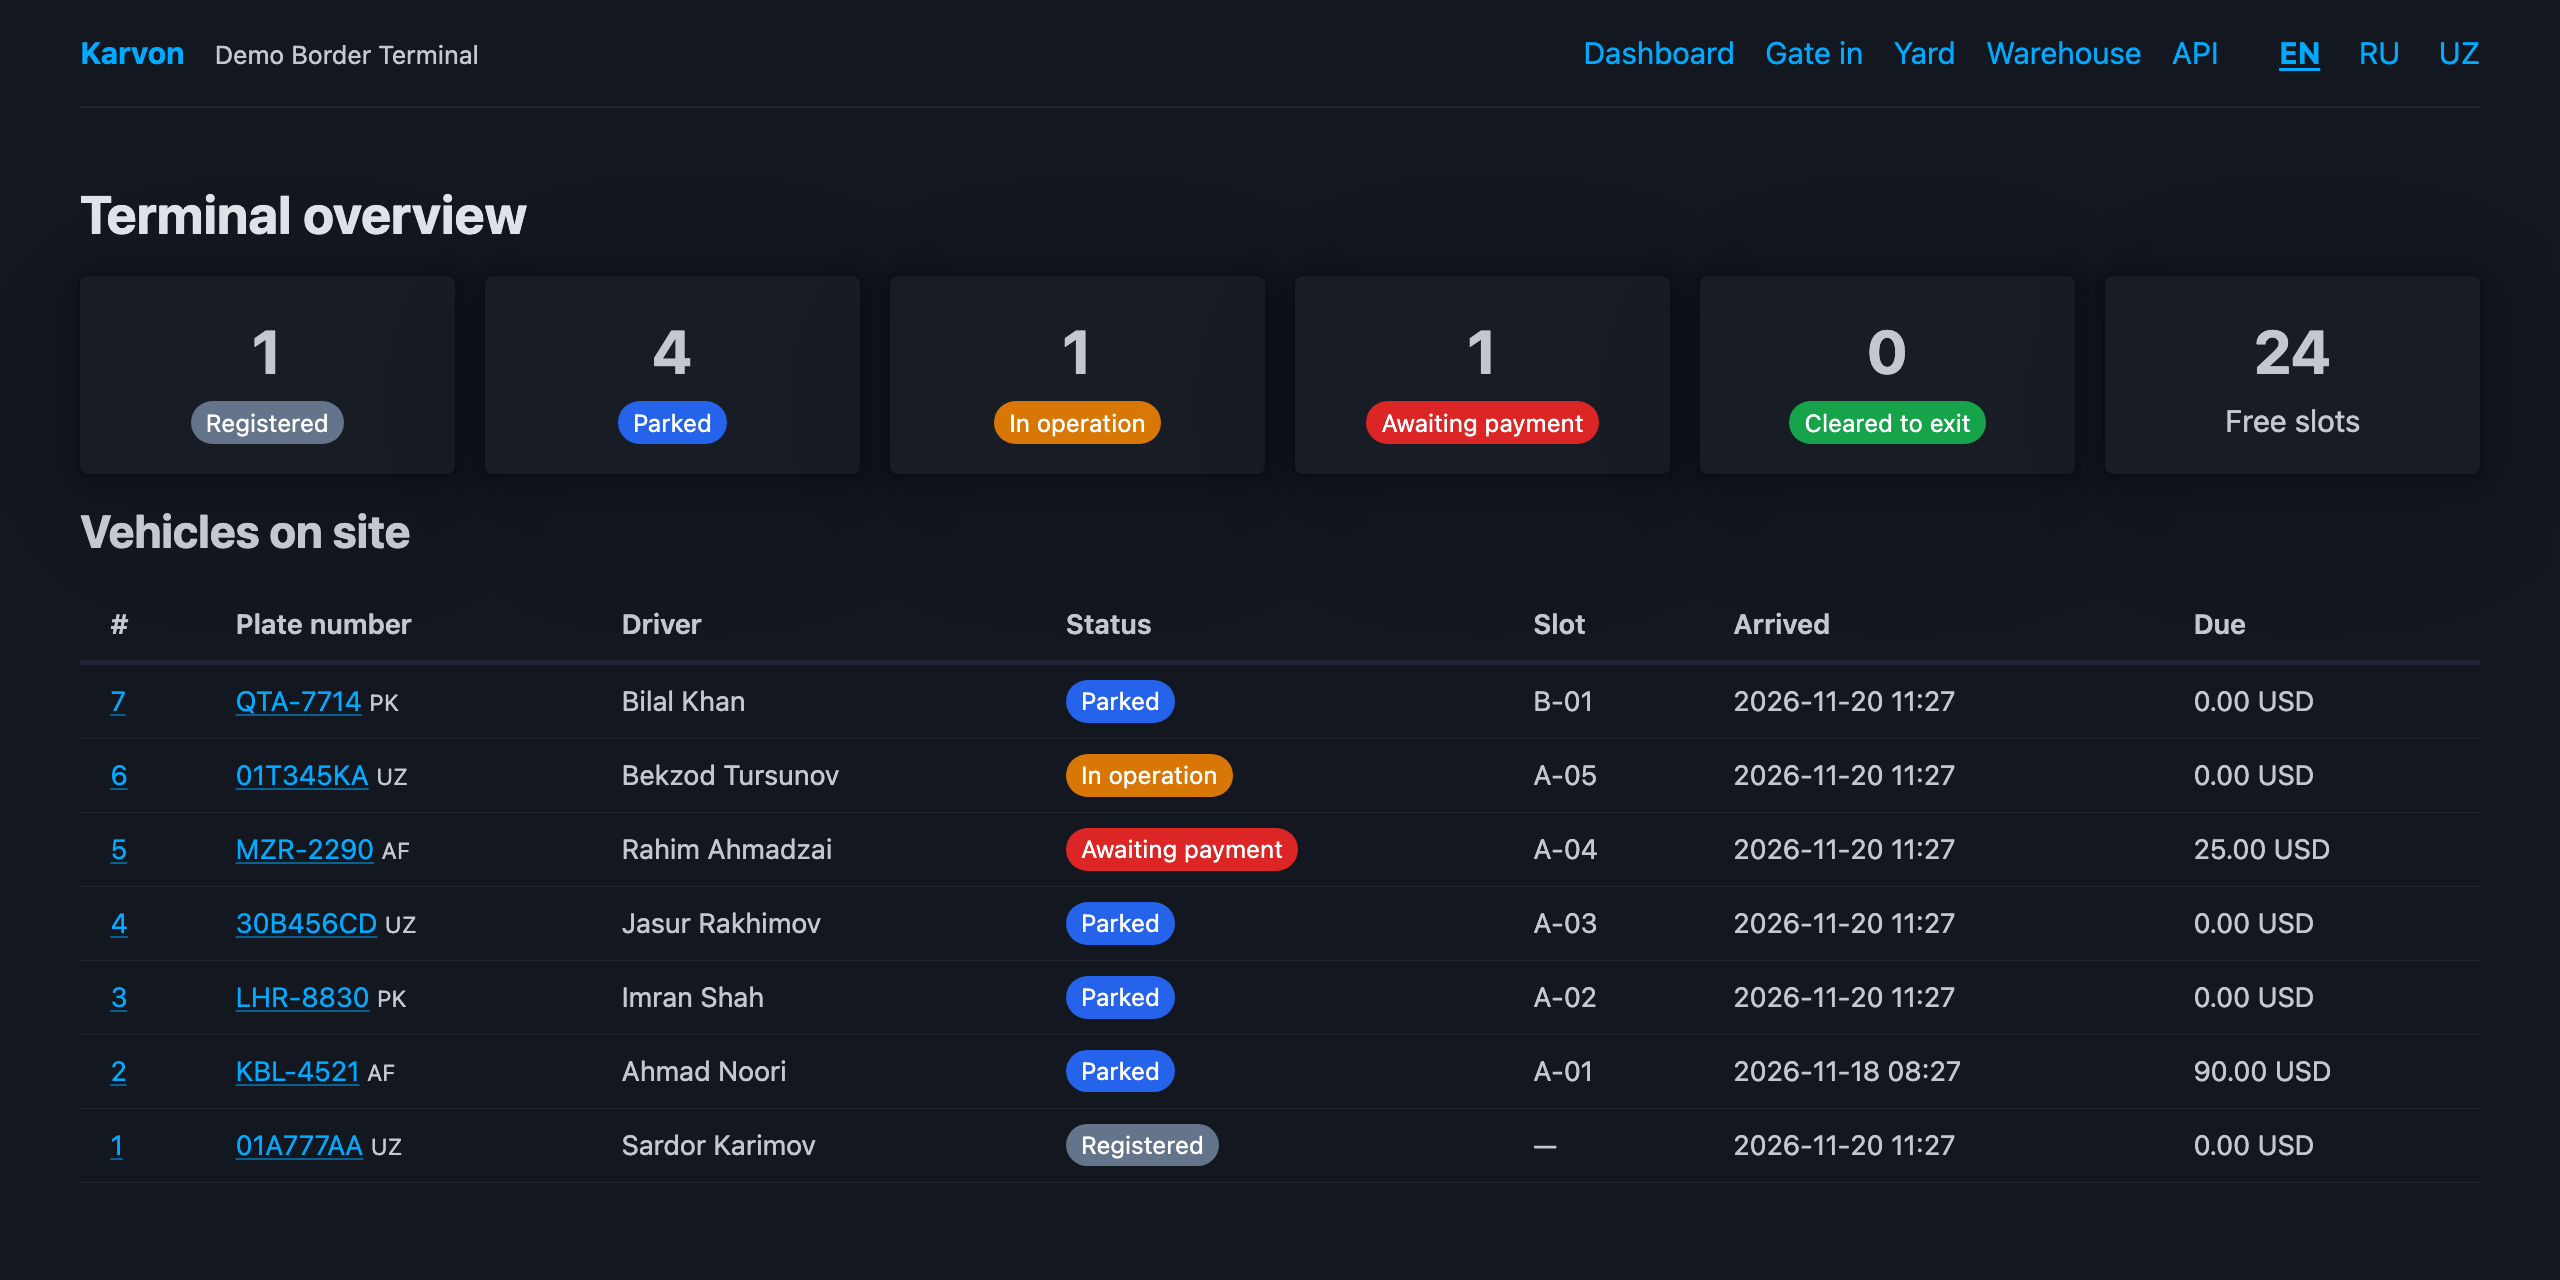 Karvon Demo Border Terminal Dashboard Gate in Yard Warehouse API EN RU UZ
Terminal overview
1 4 1 1 0 24
Registered Parked In operation Awaiting payment Cleared to exit Free slots
Vehicles on site
# Plate number Driver Status Slot Arrived Due
7 QTA-7714 PK Bilal Khan Parked B-01 2026-11-20 11:27 0.00 USD
6 01T345KA UZ Bekzod Tursunov In operation A-05 2026-11-20 11:27 0.00 USD
5 MZR-2290 AF Rahim Ahmadzai Awaiting payment A-04 2026-11-20 11:27 25.00 USD
4 30B456CD UZ Jasur Rakhimov Parked A-03 2026-11-20 11:27 0.00 USD
3 LHR-8830 PK Imran Shah Parked A-02 2026-11-20 11:27 0.00 USD
2 KBL-4521 AF Ahmad Noori Parked A-01 2026-11-18 08:27 90.00 USD
1 01A777AA UZ Sardor Karimov Registered — 2026-11-20 11:27 0.00 USD